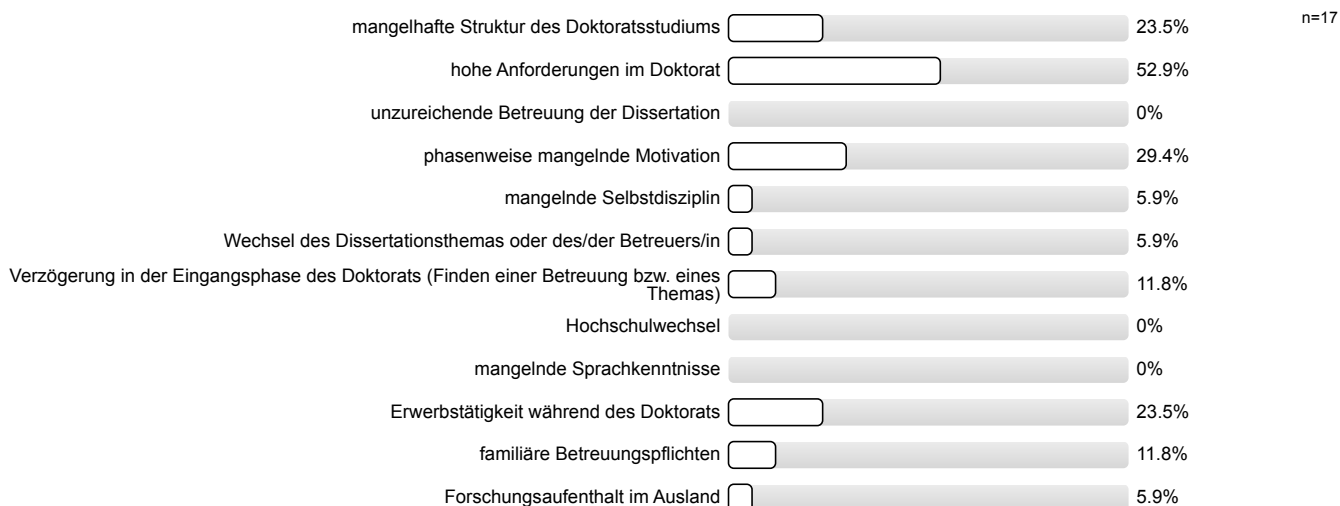 n=17
mangelhafte Struktur des Doktoratsstudiums 23.5%
hohe Anforderungen im Doktorat 52.9%
unzureichende Betreuung der Dissertation 0%
phasenweise mangelnde Motivation 29.4%
mangelnde Selbstdisziplin 5.9%
Wechsel des Dissertationsthemas oder des/der Betreuers/in 5.9%
Verzögerung in der Eingangsphase des Doktorats (Finden einer Betreuung bzw. eines
Themas) 11.8%
Hochschulwechsel 0%
mangelnde Sprachkenntnisse 0%
Erwerbstätigkeit während des Doktorats 23.5%
familiäre Betreuungspflichten 11.8%
Forschungsaufenthalt im Ausland 5.9%